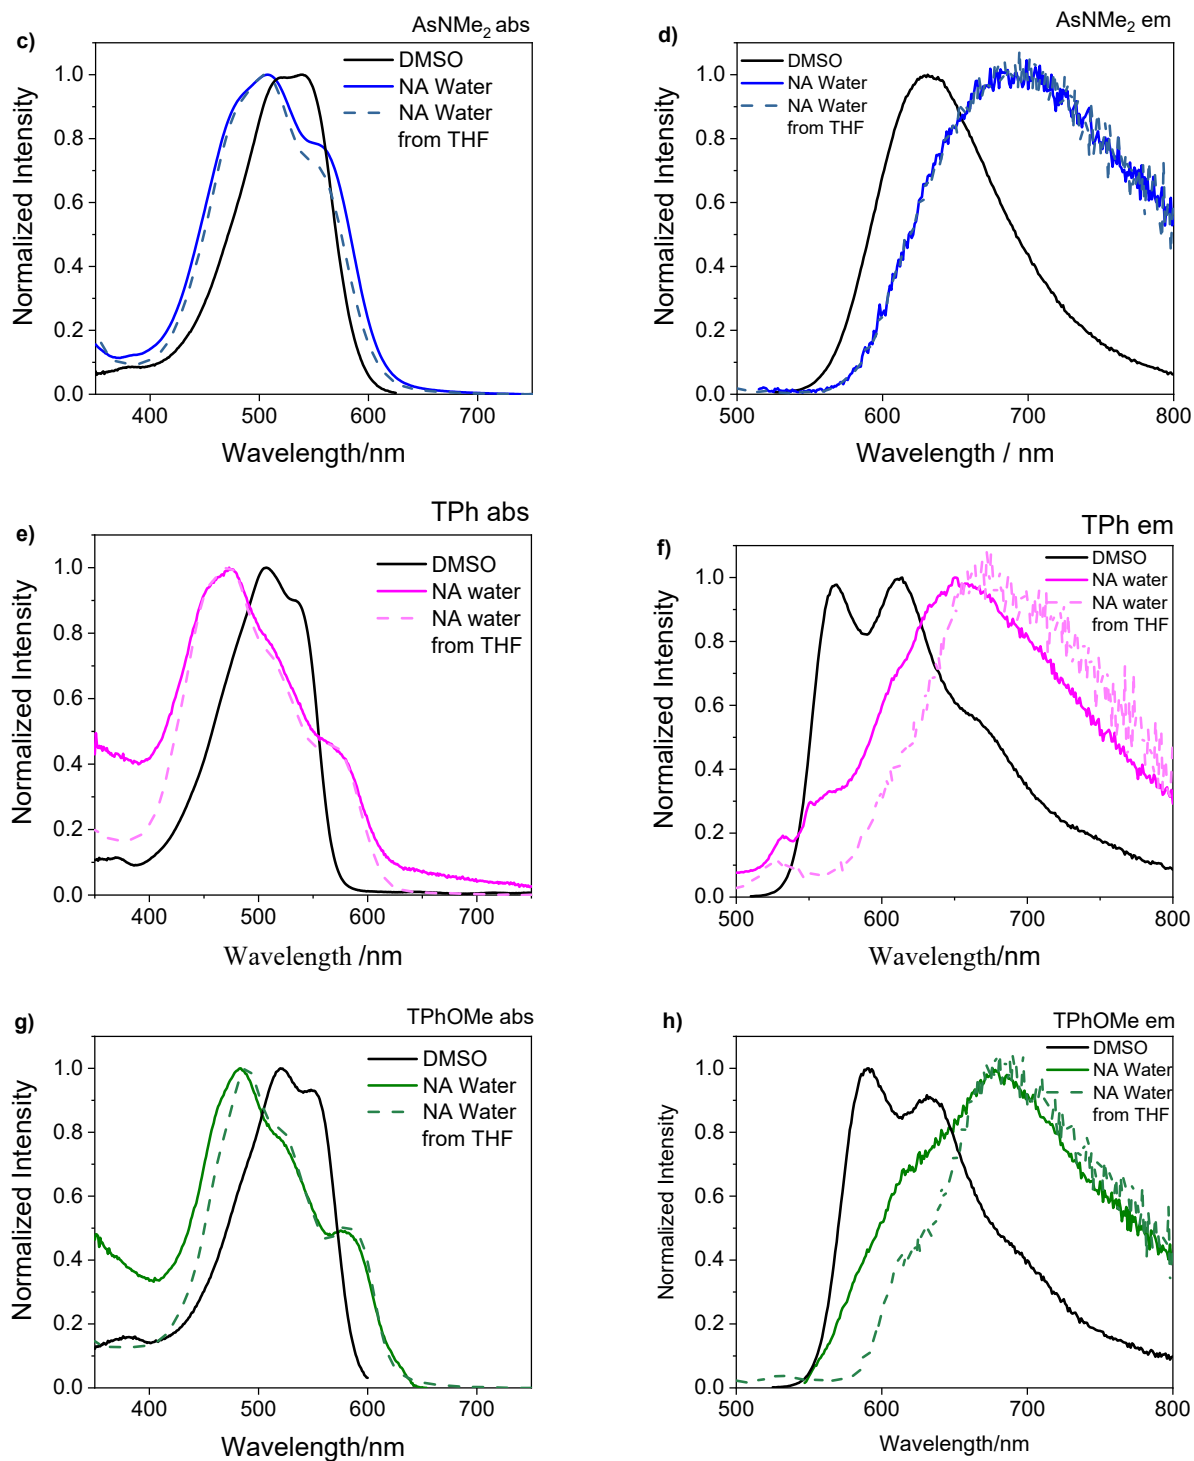 c)
AsNMe₂ abs
DMSO
NA Water
NA Water
from THF
Normalized Intensity
1.0
0.8
0.6
0.4
0.2
0.0
400
500
600
700
Wavelength/nm
d)
AsNMe₂ em
DMSO
NA Water
NA Water
from THF
Normalized Intensity
1.0
0.8
0.6
0.4
0.2
0.0
500
600
700
800
Wavelength / nm
e)
TPh abs
DMSO
NA water
NA water
from THF
Normalized Intensity
1.0
0.8
0.6
0.4
0.2
0.0
400
500
600
700
Wavelength /nm
f)
TPh em
DMSO
NA water
NA water
from THF
Normalized Intensity
1.0
0.8
0.6
0.4
0.2
0.0
500
600
700
800
Wavelength/nm
g)
TPhOMe abs
DMSO
NA Water
NA Water
from THF
Normalized Intensity
1.0
0.8
0.6
0.4
0.2
0.0
400
500
600
700
Wavelength/nm
h)
TPhOMe em
DMSO
NA Water
NA Water
from THF
Normalized Intensity
1.0
0.8
0.6
0.4
0.2
0.0
500
600
700
800
Wavelength/nm